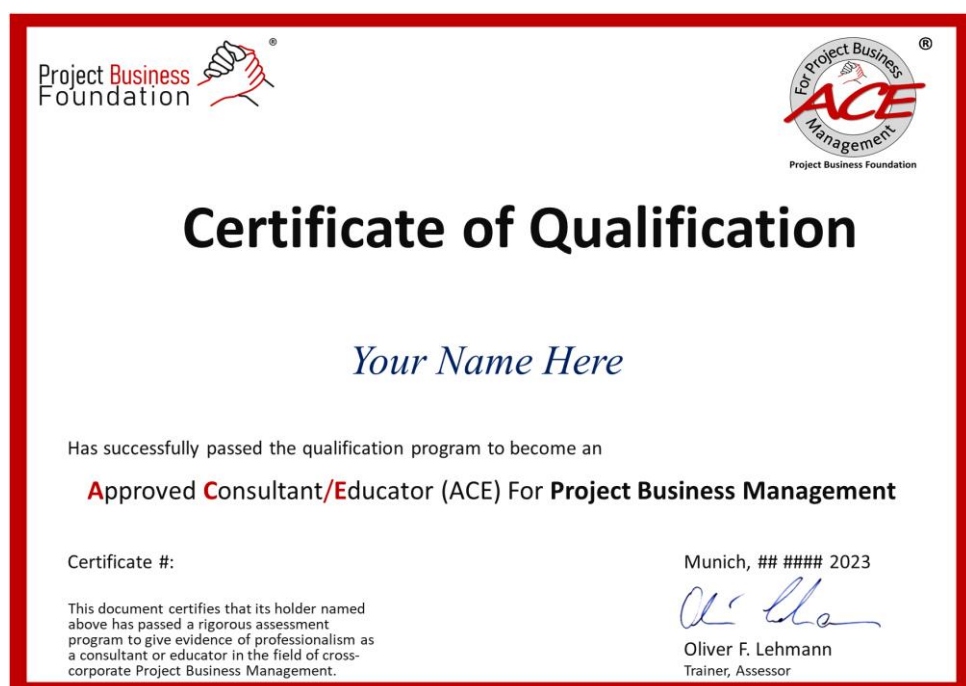 Project Business
Foundation
®
For Project Business
ACE
Management
Project Business Foundation
®
Certificate of Qualification
Your Name Here
Has successfully passed the qualification program to become an
Approved Consultant/Educator (ACE) For Project Business Management
Certificate #:
This document certifies that its holder named
above has passed a rigorous assessment
program to give evidence of professionalism as
a consultant or educator in the field of cross-
corporate Project Business Management.
Munich, ## #### 2023
Oliver F. Lehmann
Trainer, Assessor